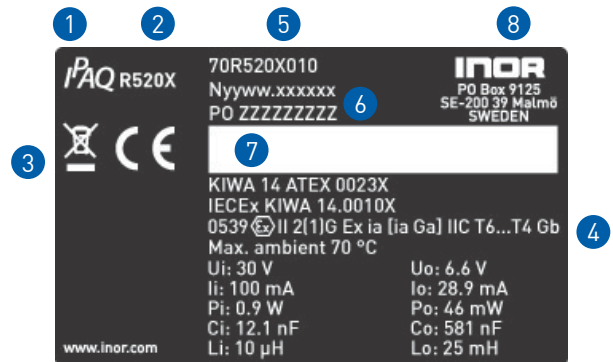 1 2 5 8
IPAQ R520X
70R520X010
Nyyww.xxxxxx
PO ZZZZZZZZZ
6
INOR
PO Box 9125
SE-200 39 Malmö
SWEDEN
3
CE
7
KIWA 14 ATEX 0023X
IECEx KIWA 14.0010X
0539 Ex II 2(1)G Ex ia [ia Ga] IIC T6...T4 Gb
4
Max. ambient 70 °C
Ui: 30 V
Ii: 100 mA
Pi: 0.9 W
Ci: 12.1 nF
Li: 10 µH
Uo: 6.6 V
Io: 28.9 mA
Po: 46 mW
Co: 581 nF
Lo: 25 mH
www.inor.com